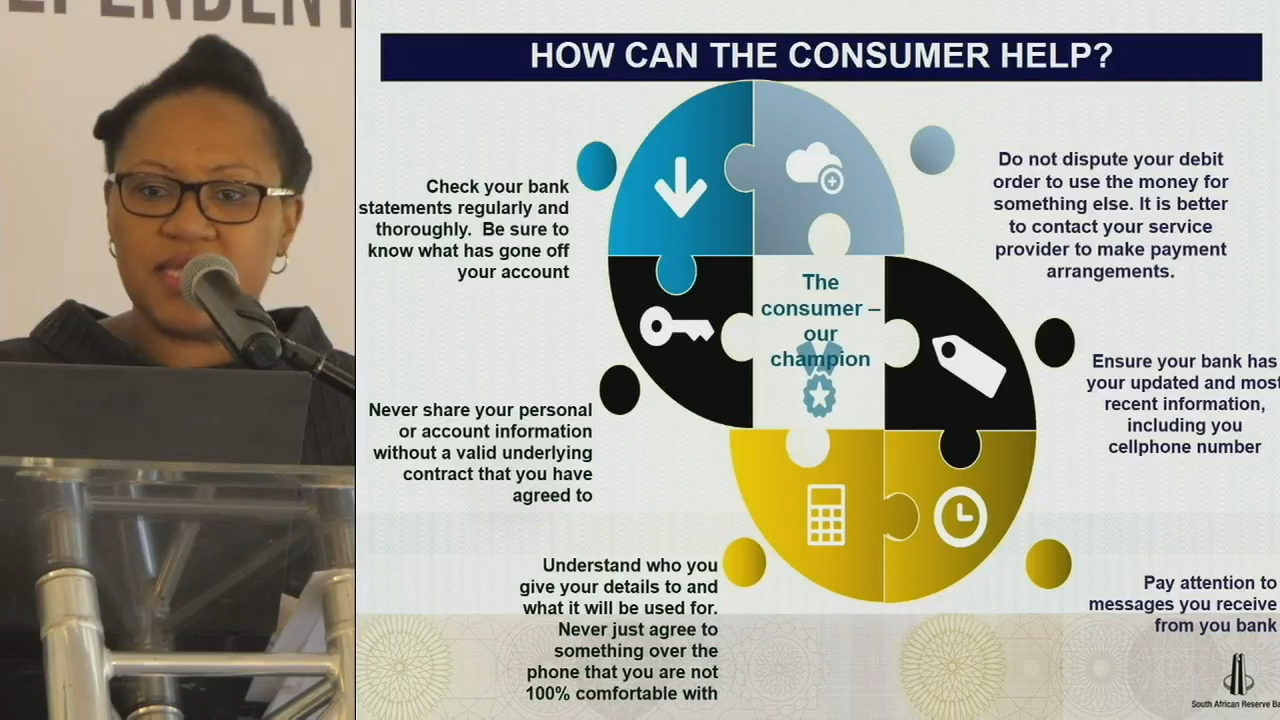 HOW CAN THE CONSUMER HELP?
Check your bank
statements regularly and
thoroughly. Be sure to
know what has gone off
your account
Do not dispute your debit
order to use the money for
something else. It is better
to contact your service
provider to make payment
arrangements.
The
consumer –
our
champion
Never share your personal
or account information
without a valid underlying
contract that you have
agreed to
Ensure your bank has
your updated and most
recent information,
including you
cellphone number
Understand who you
give your details to and
what it will be used for.
Never just agree to
something over the
phone that you are not
100% comfortable with
Pay attention to
messages you receive
from you bank
South African Reserve